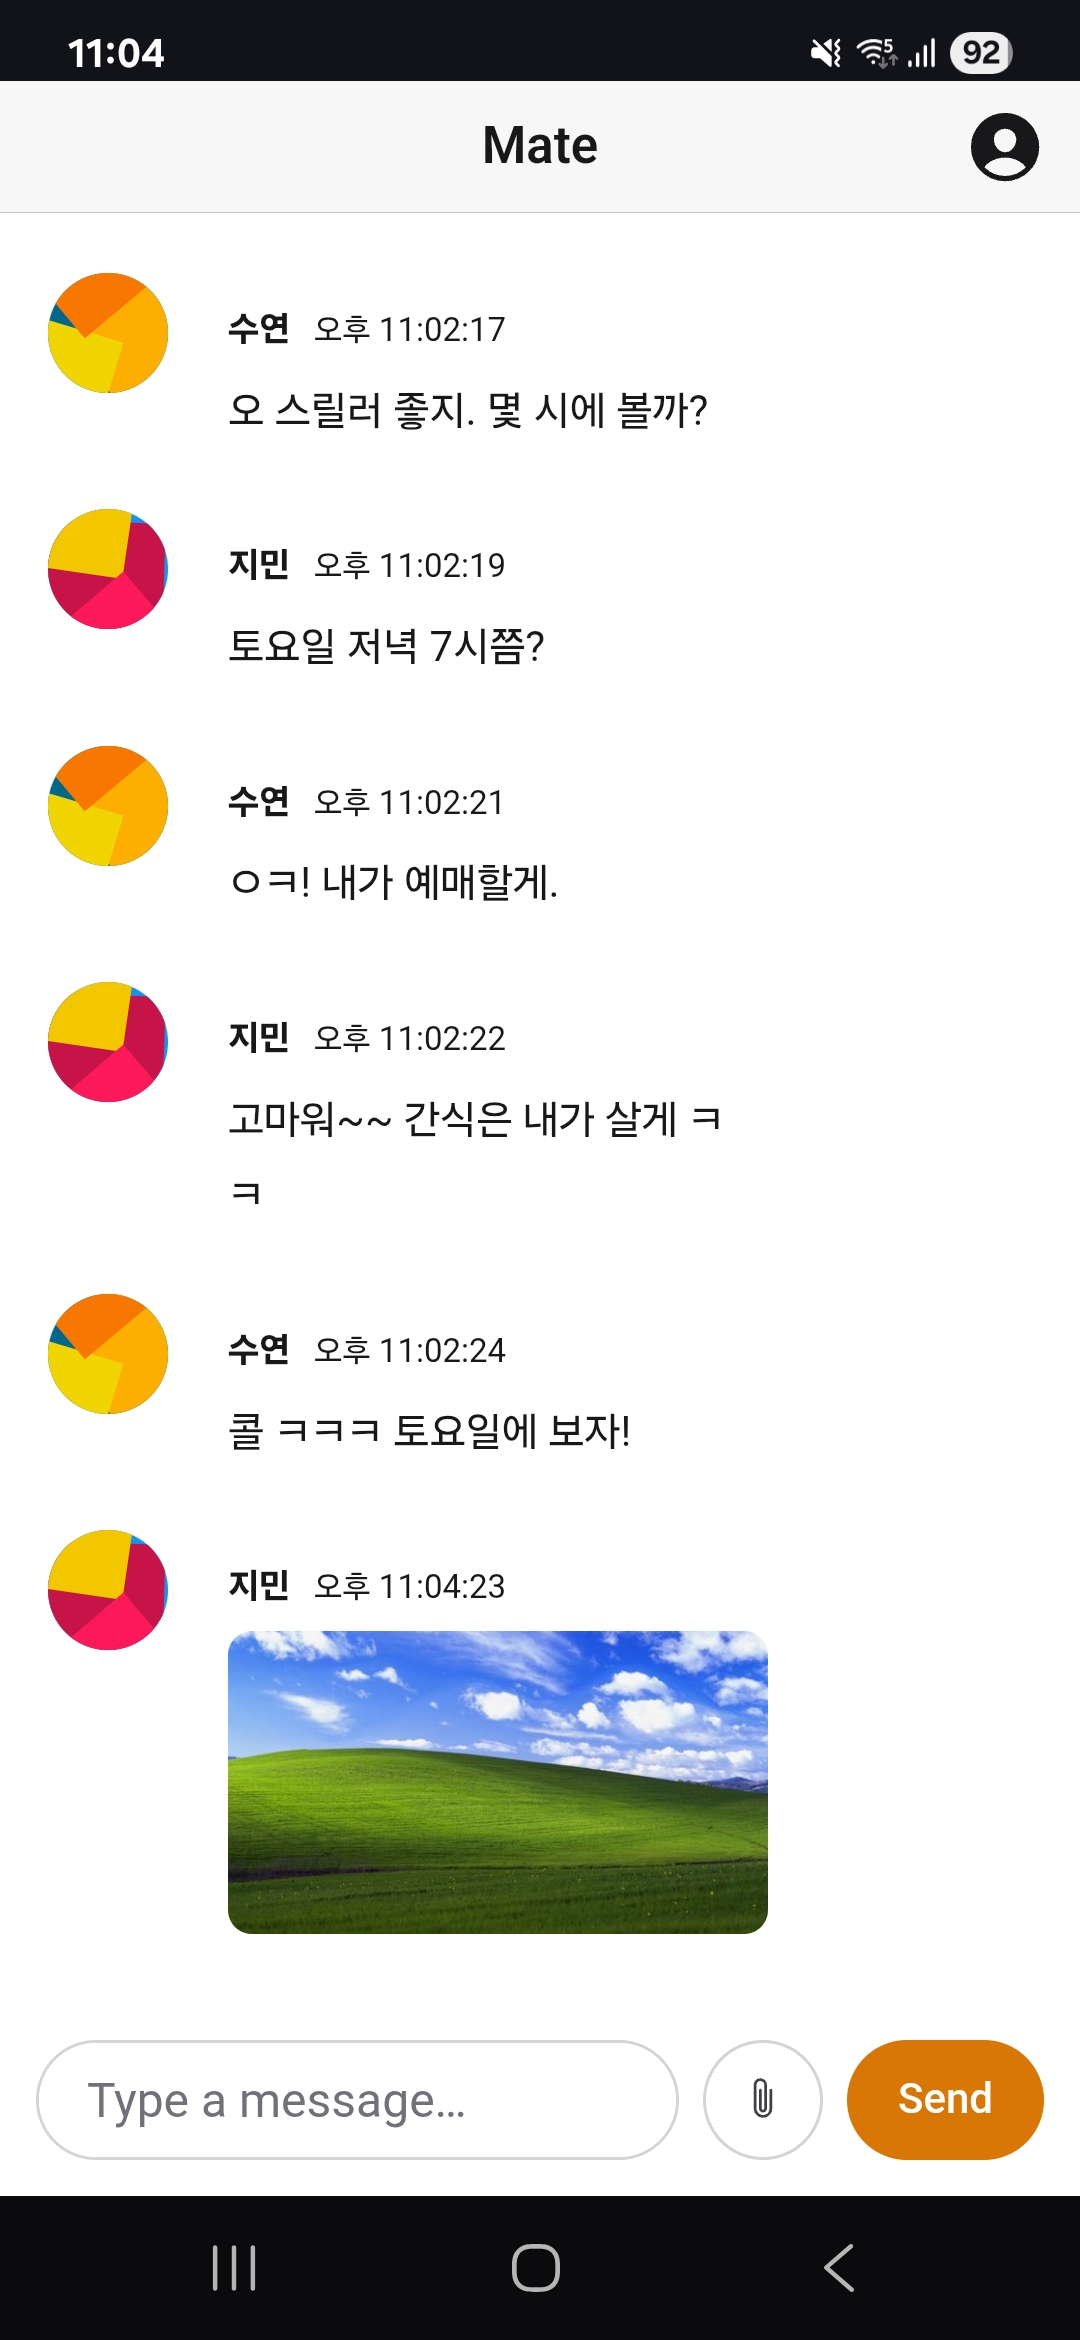 11:04
5
92
Mate
수연 오후 11:02:17
오 스릴러 좋지. 몇 시에 볼까?
지민 오후 11:02:19
토요일 저녁 7시쯤?
수연 오후 11:02:21
ㅇㅋ! 내가 예매할게.
지민 오후 11:02:22
고마워~~ 간식은 내가 살게 ㅋ
ㅋ
수연 오후 11:02:24
콜 ㅋㅋㅋ 토요일에 보자!
지민 오후 11:04:23
Type a message...
Send